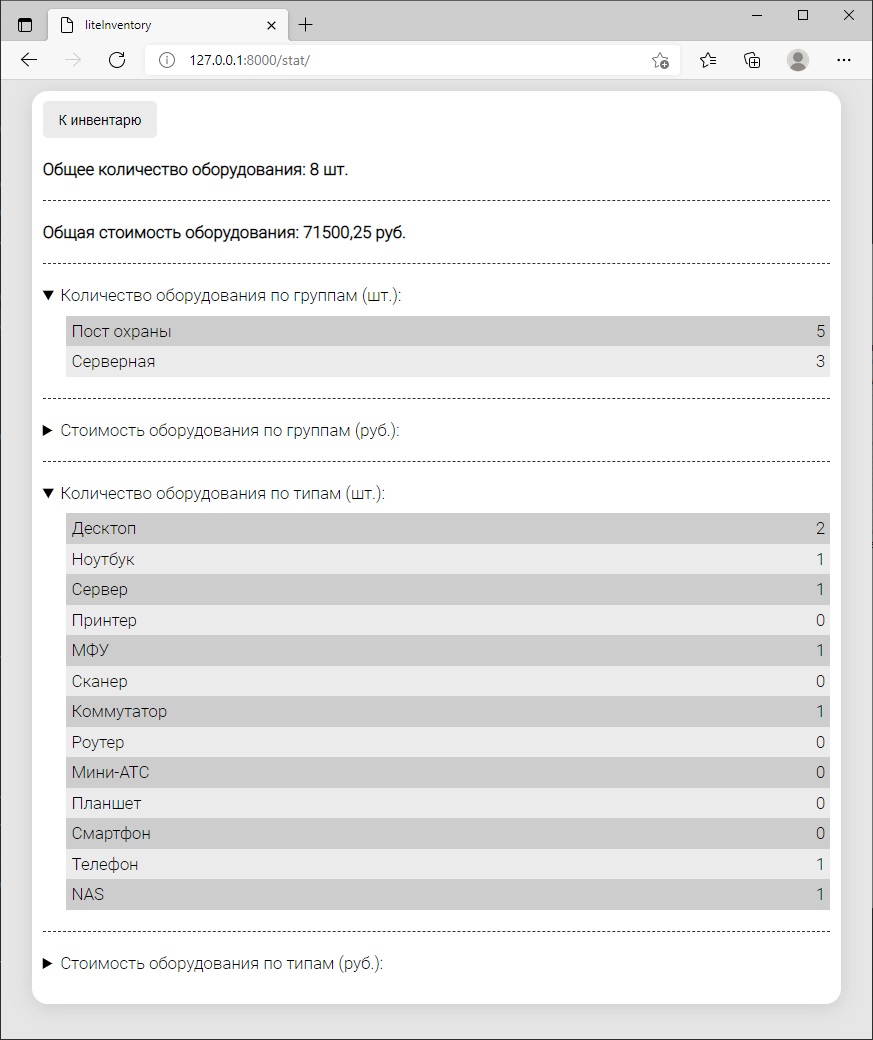 liteInventory
127.0.0.1:8000/stat/
К инвентарю
Общее количество оборудования: 8 шт.
Общая стоимость оборудования: 71500,25 руб.
Количество оборудования по группам (шт.):
Пост охраны 5
Серверная 3
Стоимость оборудования по группам (руб.):
Количество оборудования по типам (шт.):
Десктоп 2
Ноутбук 1
Сервер 1
Принтер 0
МФУ 1
Сканер 0
Коммутатор 1
Роутер 0
Мини-АТС 0
Планшет 0
Смартфон 0
Телефон 1
NAS 1
Стоимость оборудования по типам (руб.):